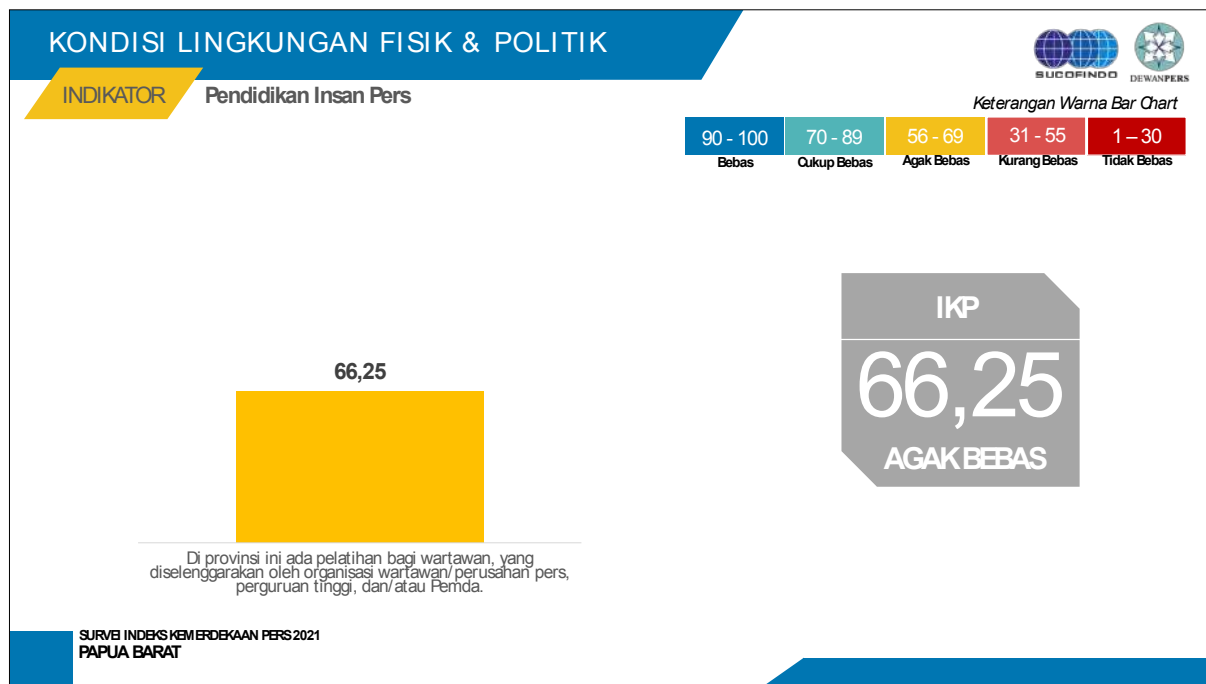 KONDISI LINGKUNGAN FISIK & POLITIK
SUCOFINDO
DEWANPERS
INDIKATOR
Pendidikan Insan Pers
Keterangan Warna Bar Chart
90 - 100
70 - 89
56 - 69
31 - 55
1 – 30
Bebas
Cukup Bebas
Agak Bebas
Kurang Bebas
Tidak Bebas
IKP
66,25
AGAK BEBAS
66,25
Di provinsi ini ada pelatihan bagi wartawan, yang
diselenggarakan oleh organisasi wartawan/perusahan pers,
perguruan tinggi, dan/atau Pemda.
SURVEI INDEKS KEMERDEKAAN PERS 2021
PAPUA BARAT